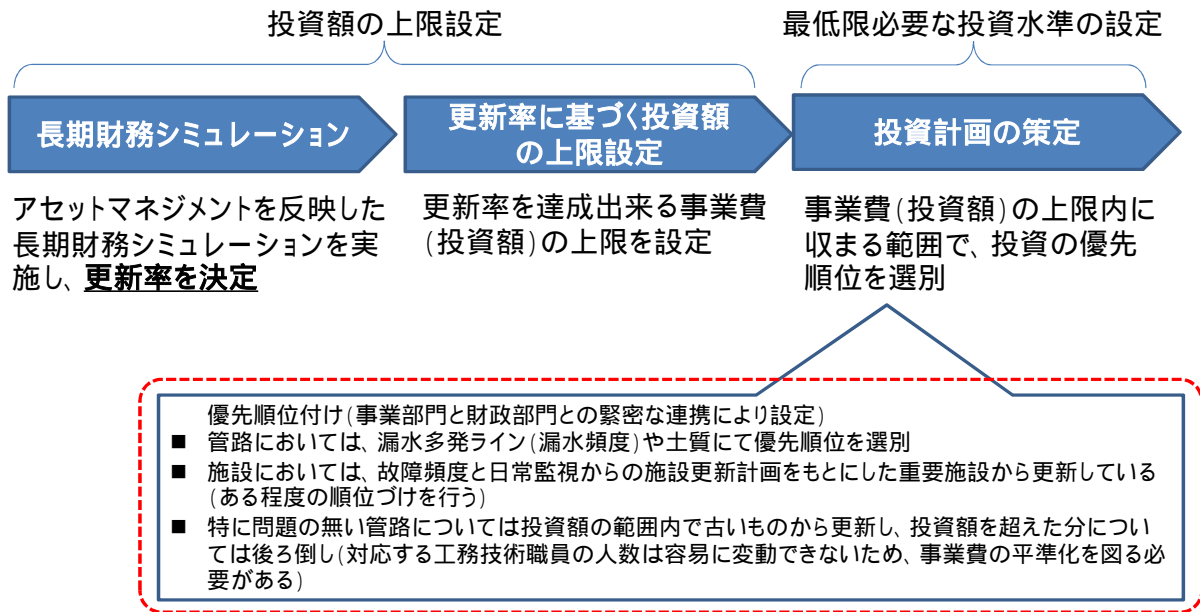 投資額の上限設定
最低限必要な投資水準の設定
長期財務シミュレーション
更新率に基づく投資額
の上限設定
投資計画の策定
アセットマネジメントを反映した
長期財務シミュレーションを実
施し、更新率を決定
更新率を達成出来る事業費
(投資額)の上限を設定
事業費(投資額)の上限内に
収まる範囲で、投資の優先
順位を選別
優先順位付け(事業部門と財政部門との緊密な連携により設定)
■ 管路においては、漏水多発ライン(漏水頻度)や土質にて優先順位を選別
■ 施設においては、故障頻度と日常監視からの施設更新計画をもとにした重要施設から更新している
(ある程度の順位づけを行う)
■ 特に問題の無い管路については投資額の範囲内で古いものから更新し、投資額を超えた分につい
ては後ろ倒し(対応する工務技術職員の人数は容易に変動できないため、事業費の平準化を図る必
要がある)